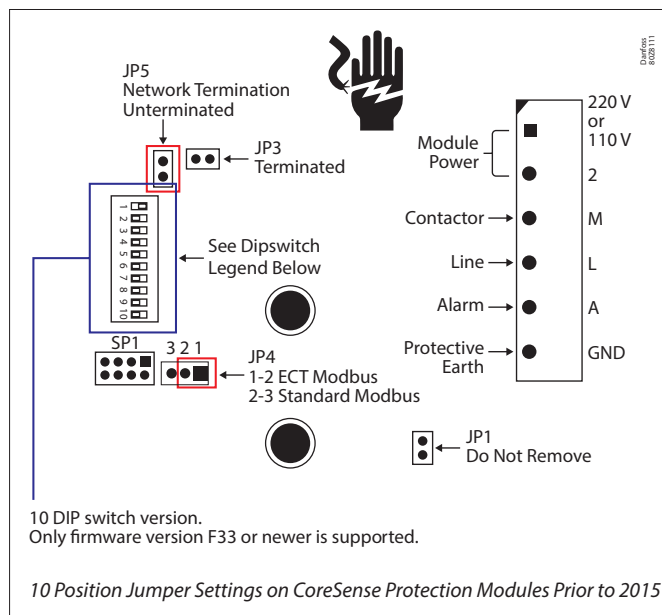 Danfoss
80Z8111
JP5
Network Termination
Unterminated
JP3
Terminated
220 V
or
110 V
Module
Power
2
Contactor
M
See Dipswitch
Legend Below
Line
L
Alarm
A
Protective
Earth
GND
1
2
3
4
5
6
7
8
9
10
SP1
3 2 1
JP4
1-2 ECT Modbus
2-3 Standard Modbus
JP1
Do Not Remove
10 DIP switch version.
Only firmware version F33 or newer is supported.
10 Position Jumper Settings on CoreSense Protection Modules Prior to 2015